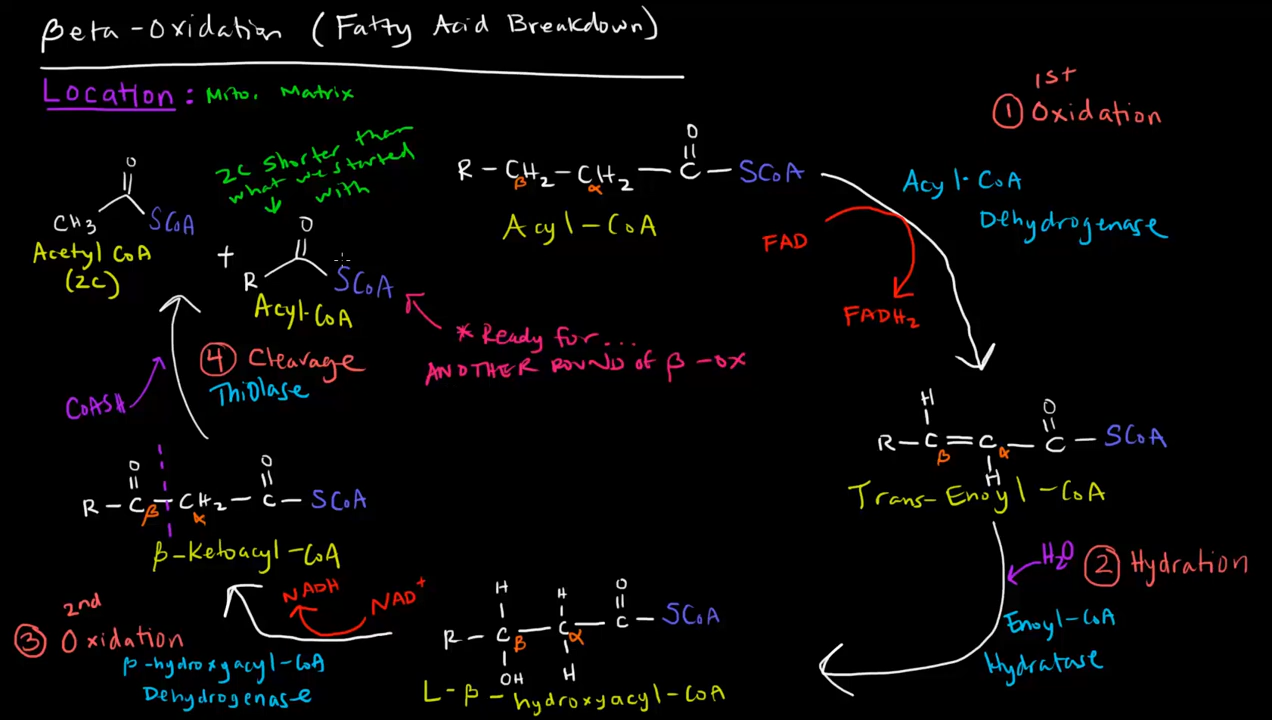 βeta-Oxidation (Fatty Acid Breakdown)
Location: Mito. Matrix
1st
① Oxidation
Acyl-CoA
Dehydrogenase
O
R-CH2-CH2-C-SCoA
β α
Acyl-CoA
FAD
FADH2
H O
R-C=C-C-SCoA
β α
H
Trans-Enoyl-CoA
H2O
② Hydration
Enoyl-CoA
Hydratase
H H O
R-C-C-C-SCoA
β α
OH H
L-β-hydroxyacyl-CoA
NAD+
NADH
2nd
③ Oxidation
β-hydroxyacyl-CoA
Dehydrogenase
O O
R-C-CH2-C-SCoA
β α
β-Ketoacyl-CoA
CoASH
④ Cleavage
Thiolase
O
CH3 SCoA
Acetyl CoA
(2C)
+
2C shorter than
what we started
with
O
R SCoA
Acyl-CoA
*Ready for...
ANOTHER ROUND of β-OX